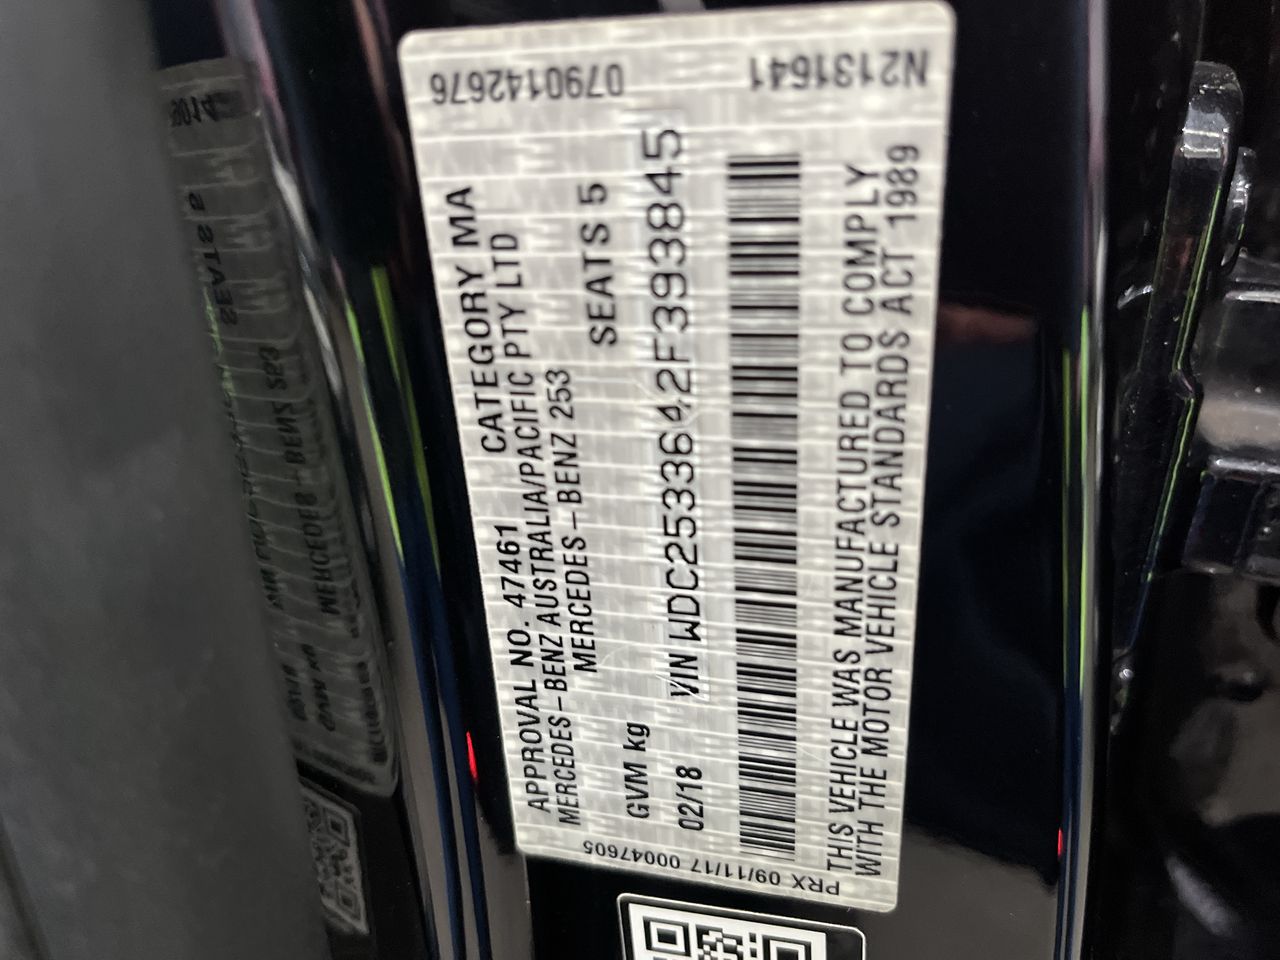 0790142676
N2131641
APPROVAL NO. 47461 CATEGORY MA
MERCEDES-BENZ AUSTRALIA/PACIFIC PTY LTD
MERCEDES-BENZ 253
SEATS 5
GVM kg
02/18 VIN WDC2533642F393845
THIS VEHICLE WAS MANUFACTURED TO COMPLY
WITH THE MOTOR VEHICLE STANDARDS ACT 1989
PRX 09/11/17 00047605